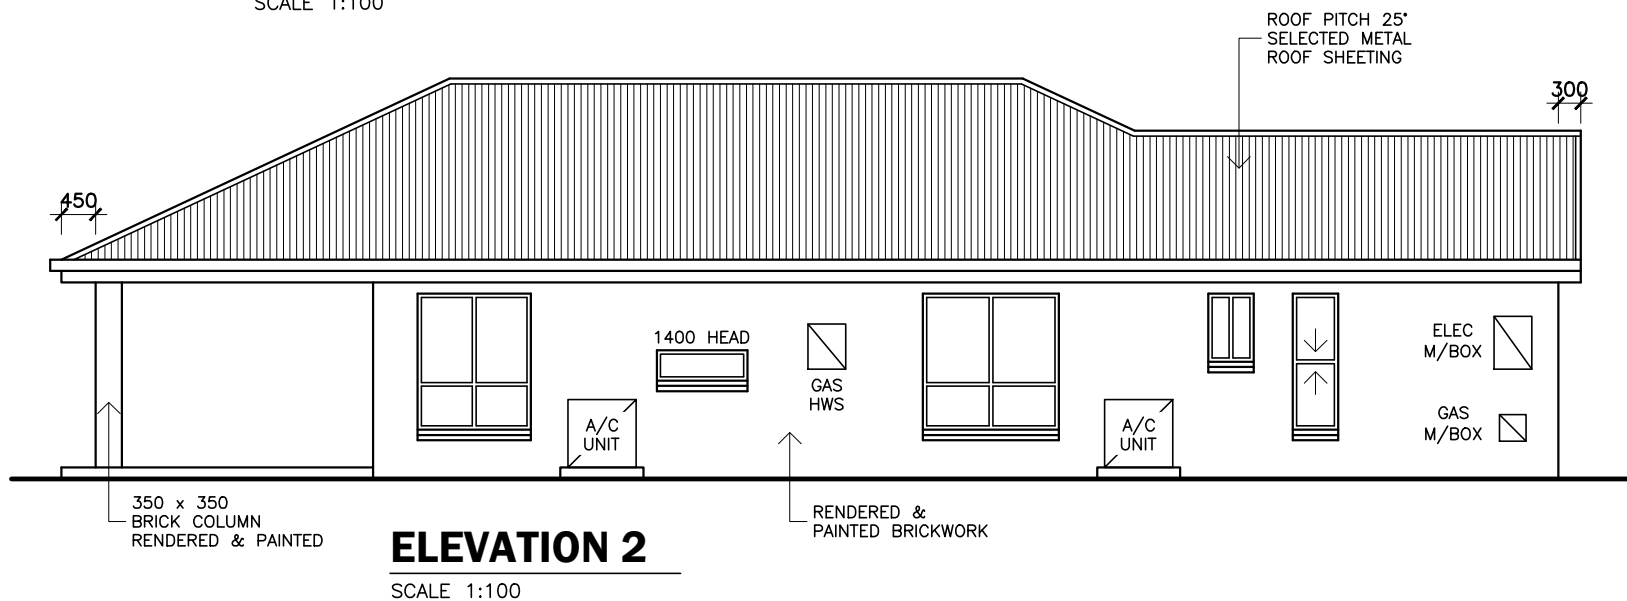 SCALE 1:100
ROOF PITCH 25°
SELECTED METAL
ROOF SHEETING
300
450
1400 HEAD
GAS
HWS
A/C
UNIT
A/C
UNIT
ELEC
M/BOX
GAS
M/BOX
350 x 350
BRICK COLUMN
RENDERED & PAINTED
RENDERED &
PAINTED BRICKWORK
ELEVATION 2
SCALE 1:100